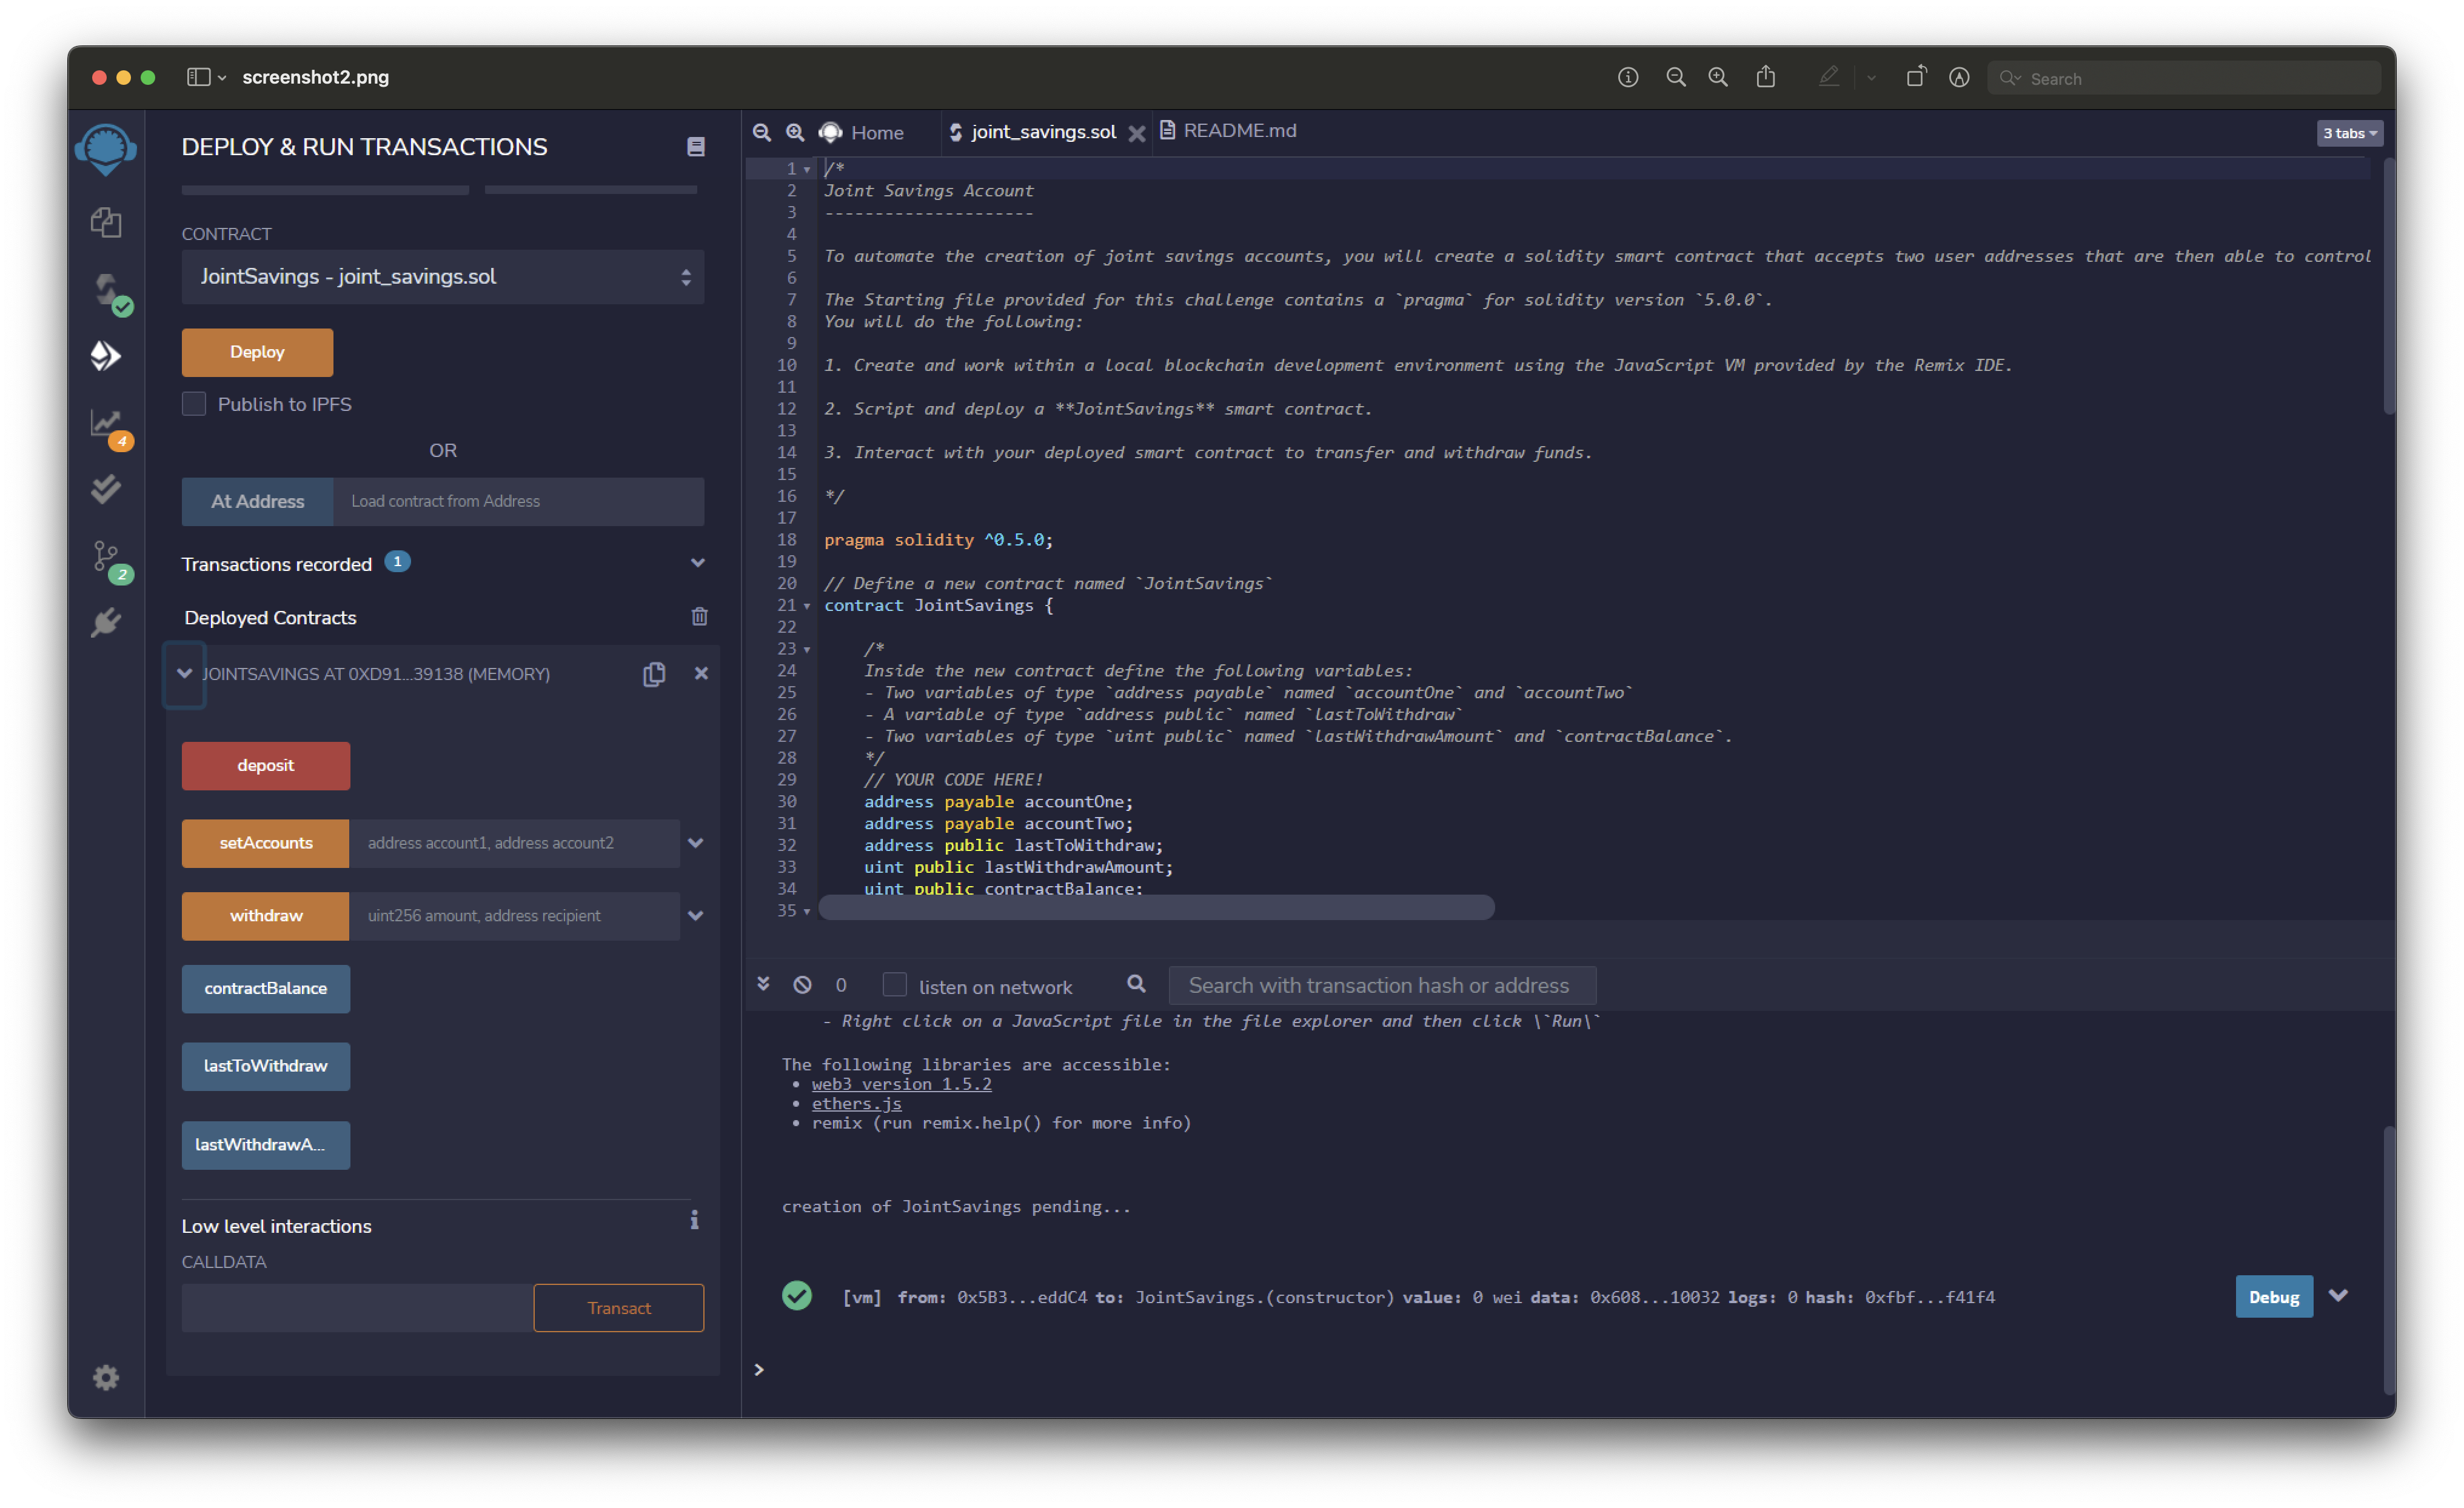 screenshot2.png
Search
DEPLOY & RUN TRANSACTIONS
CONTRACT
JointSavings - joint_savings.sol
Deploy
Publish to IPFS
OR
At Address
Load contract from Address
Transactions recorded 1
Deployed Contracts
JOINTSAVINGS AT 0XD91...39138 (MEMORY)
deposit
setAccounts
address account1, address account2
withdraw
uint256 amount, address recipient
contractBalance
lastToWithdraw
lastWithdrawA...
Low level interactions
CALLDATA
Transact
4
2
Home
joint_savings.sol
README.md
3 tabs
1 /*
2 Joint Savings Account
3 ---------------------
4
5 To automate the creation of joint savings accounts, you will create a solidity smart contract that accepts two user addresses that are then able to control
6
7 The Starting file provided for this challenge contains a `pragma` for solidity version `5.0.0`.
8 You will do the following:
9
10 1. Create and work within a local blockchain development environment using the JavaScript VM provided by the Remix IDE.
11
12 2. Script and deploy a **JointSavings** smart contract.
13
14 3. Interact with your deployed smart contract to transfer and withdraw funds.
15
16 */
17
18 pragma solidity ^0.5.0;
19
20 // Define a new contract named `JointSavings`
21 contract JointSavings {
22
23 /*
24 Inside the new contract define the following variables:
25 - Two variables of type `address payable` named `accountOne` and `accountTwo`
26 - A variable of type `address public` named `lastToWithdraw`
27 - Two variables of type `uint public` named `lastWithdrawAmount` and `contractBalance`.
28 */
29 // YOUR CODE HERE!
30 address payable accountOne;
31 address payable accountTwo;
32 address public lastToWithdraw;
33 uint public lastWithdrawAmount;
34 uint public contractBalance;
35
0
listen on network
Search with transaction hash or address
- Right click on a JavaScript file in the file explorer and then click \`Run\`
The following libraries are accessible:
• web3 version 1.5.2
• ethers.js
• remix (run remix.help() for more info)
creation of JointSavings pending...
[vm] from: 0x5B3...eddC4 to: JointSavings.(constructor) value: 0 wei data: 0x608...10032 logs: 0 hash: 0xfbf...f41f4
Debug
>